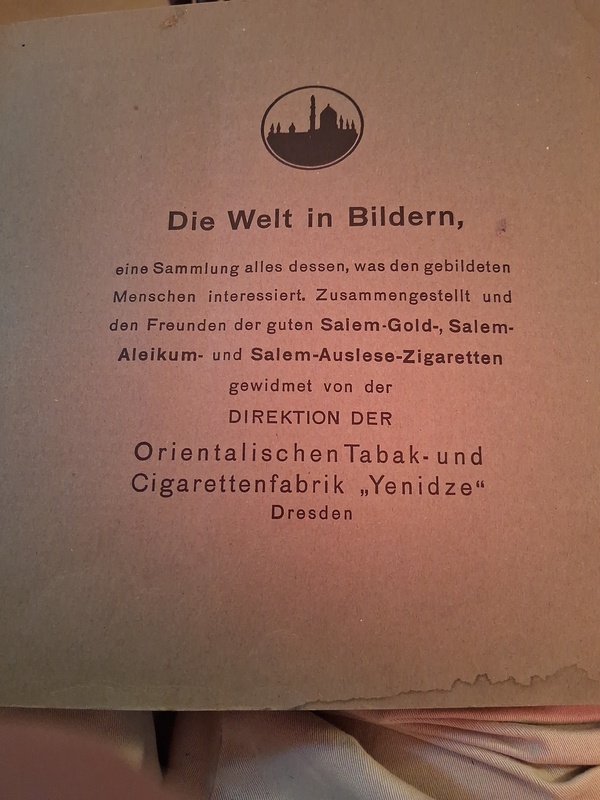 Die Welt in Bildern,
eine Sammlung alles dessen, was den gebildeten
Menschen interessiert. Zusammengestellt und
den Freunden der guten Salem-Gold-, Salem-
Aleikum- und Salem-Auslese-Zigaretten
gewidmet von der
DIREKTION DER
Orientalischen Tabak- und
Cigarettenfabrik „Yenidze“
Dresden